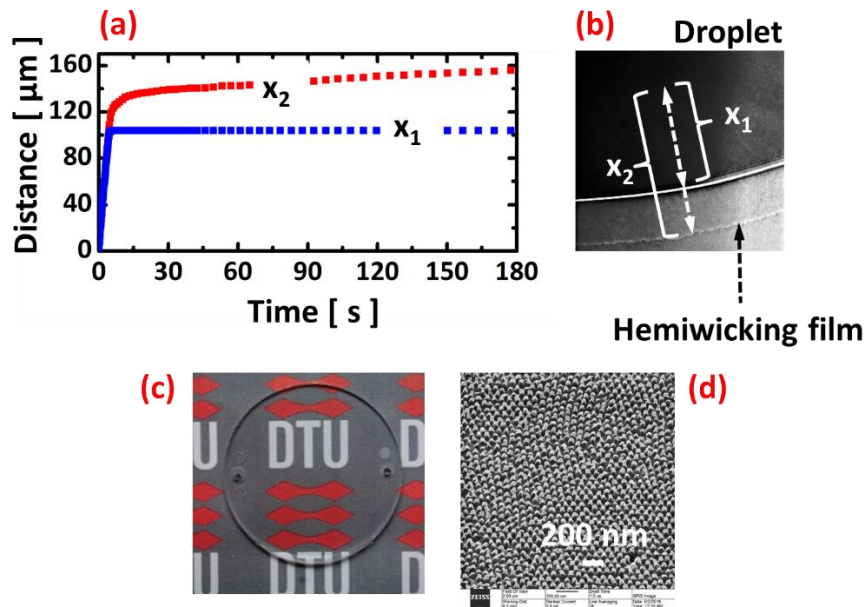 (a)
Distance [ µm ]
160
120
80
40
0
x2
x1
0 30 60 90 120 150 180
Time [ s ]
(b)
Droplet
x1
x2
Hemiwicking film
(c)
U DTU D
DTU
(d)
200 nm
ZEISS